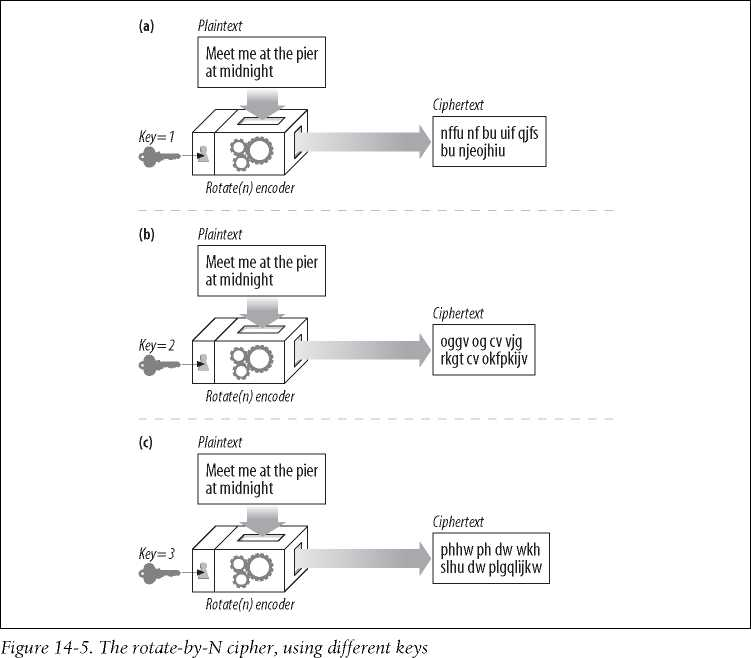 (a)
Plaintext
Meet me at the pier
at midnight
Key=1
Rotate(n) encoder
Ciphertext
nffu nf bu uif qjfs
bu njeojhiu
(b)
Plaintext
Meet me at the pier
at midnight
Key=2
Rotate(n) encoder
Ciphertext
oggv og cv vjg
rkgt cv okfpkijv
(c)
Plaintext
Meet me at the pier
at midnight
Key=3
Rotate(n) encoder
Ciphertext
phhw ph dw wkh
slhu dw plgqlijkw
Figure 14-5. The rotate-by-N cipher, using different keys